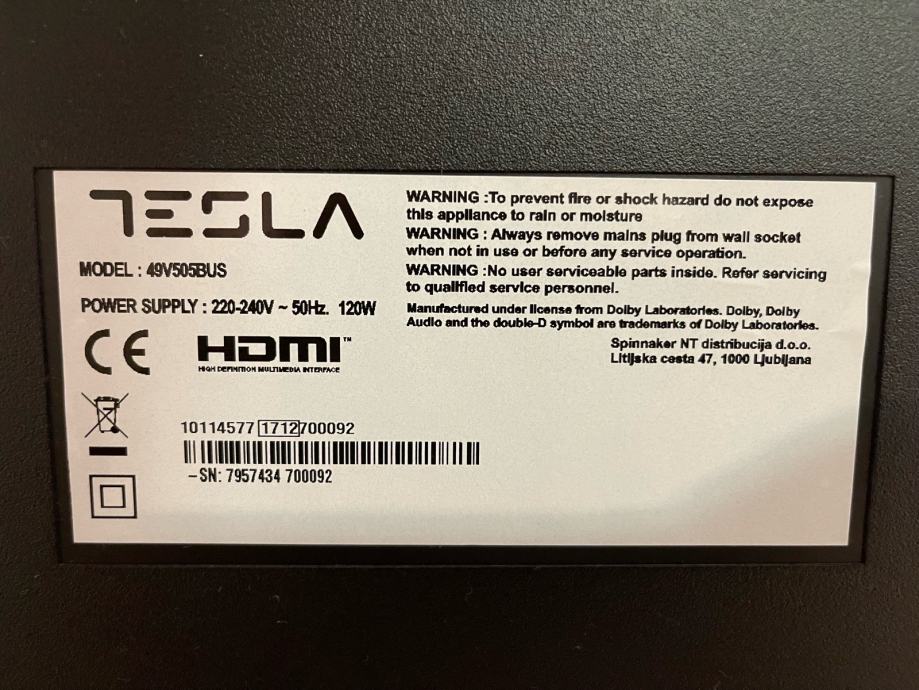 TESLA
MODEL : 49V505BUS
POWER SUPPLY : 220-240V ~ 50Hz. 120W
CE
HDMI™
HIGH DEFINITION MULTIMEDIA INTERFACE
10114577 1712700092
-SN: 7957434 700092
WARNING :To prevent fire or shock hazard do not expose
this appliance to rain or moisture
WARNING : Always remove mains plug from wall socket
when not in use or before any service operation.
WARNING :No user serviceable parts inside. Refer servicing
to qualified service personnel.
Manufactured under license from Dolby Laboratories. Dolby, Dolby
Audio and the double-D symbol are trademarks of Dolby Laboratories.
Spinnaker NT distribucija d.o.o.
Litijska cesta 47, 1000 Ljubljana